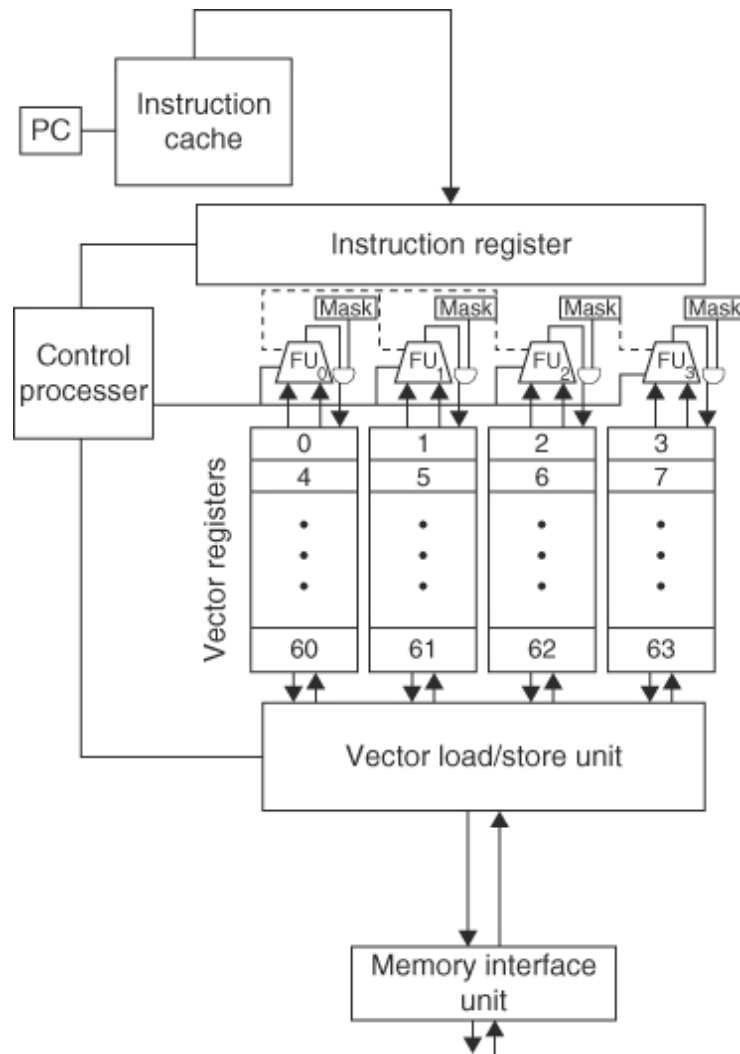 Instruction
cache
PC
Instruction register
Mask Mask Mask Mask
Control
processer
FU0 FU1 FU2 FU3
Vector registers
0 1 2 3
4 5 6 7
60 61 62 63
Vector load/store unit
Memory interface
unit